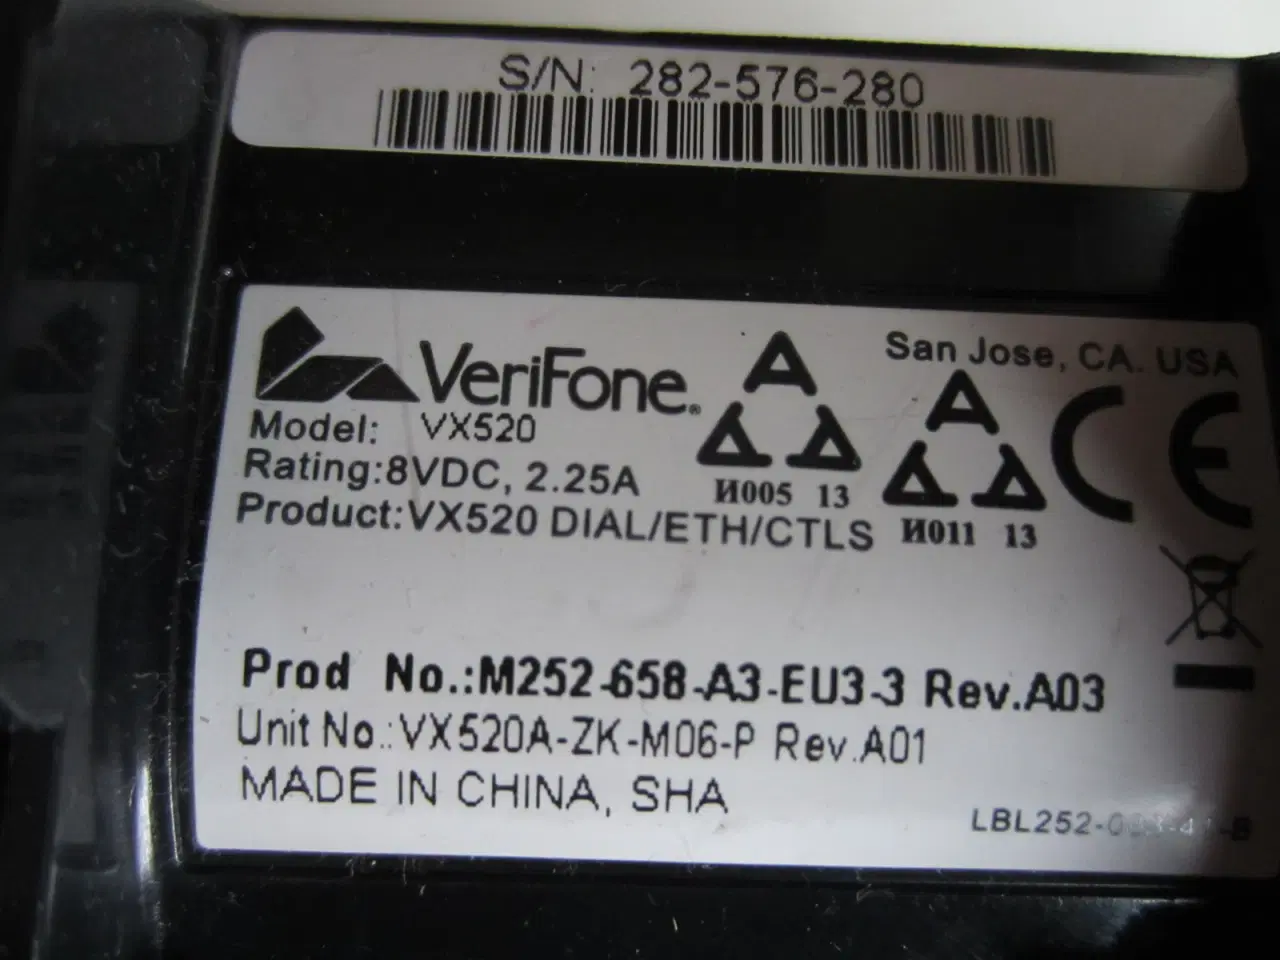 S/N: 282-576-280
VeriFone®
San Jose, CA. USA
Model: VX520
Rating:8VDC, 2.25A
Product:VX520 DIAL/ETH/CTLS
A
И005 13
A
И011 13
CE
Prod No.:M252-658-A3-EU3-3 Rev.A03
Unit No.:VX520A-ZK-M06-P Rev.A01
MADE IN CHINA, SHA